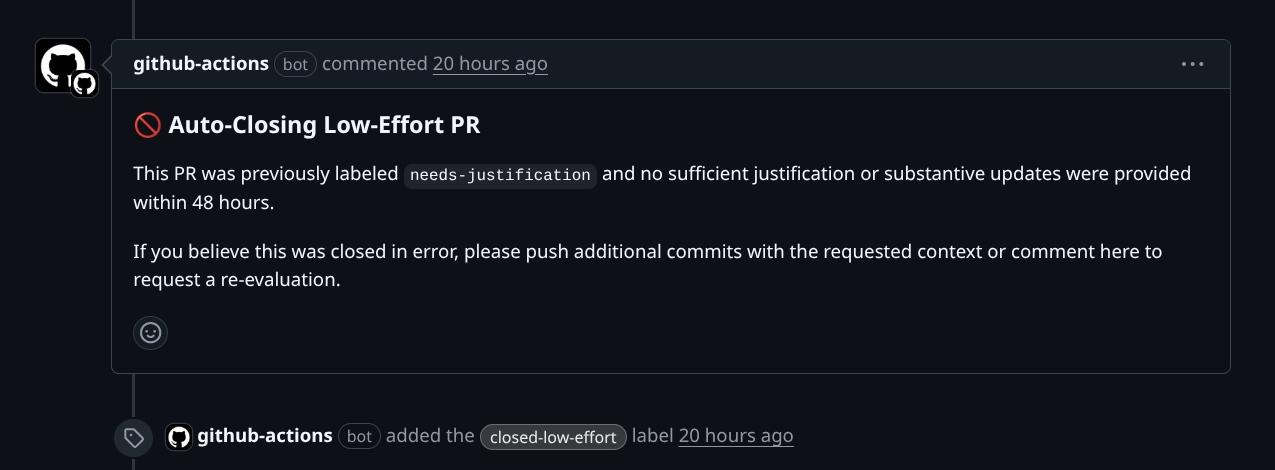 github-actions bot commented 20 hours ago
🚫 Auto-Closing Low-Effort PR
This PR was previously labeled needs-justification and no sufficient justification or substantive updates were provided
within 48 hours.
If you believe this was closed in error, please push additional commits with the requested context or comment here to
request a re-evaluation.
github-actions bot added the closed-low-effort label 20 hours ago